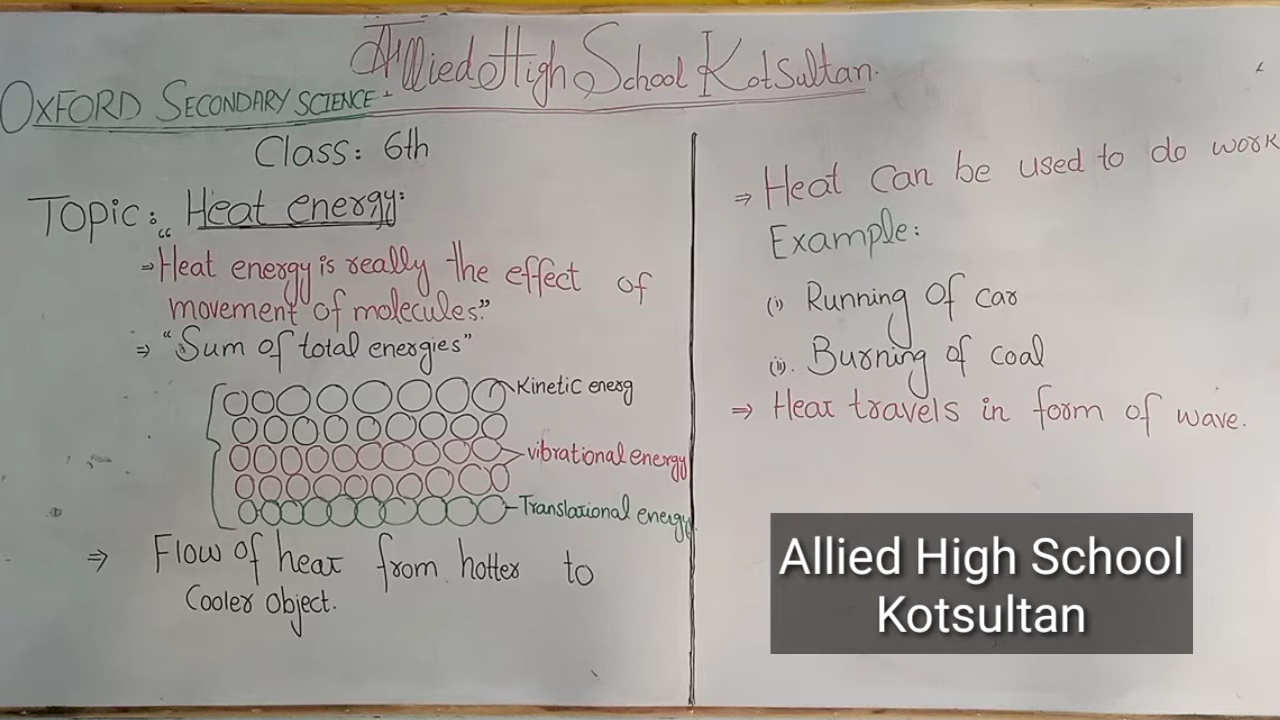 Allied High School Kotsultan.
OXFORD SECONDARY SCIENCE-
Class: 6th
Topic: Heat energy:
“
⇒ Heat energy is really the effect of
movement of molecules.”
⇒ “Sum of total energies”
Kinetic energ
vibrational energy
Translational energy.
⇒ Flow of heat from hotter to
Cooler object.
⇒ Heat can be used to do work
Example:
(i) Running of car
(ii). Burning of coal
⇒ Heat travels in form of wave.
Allied High School
Kotsultan